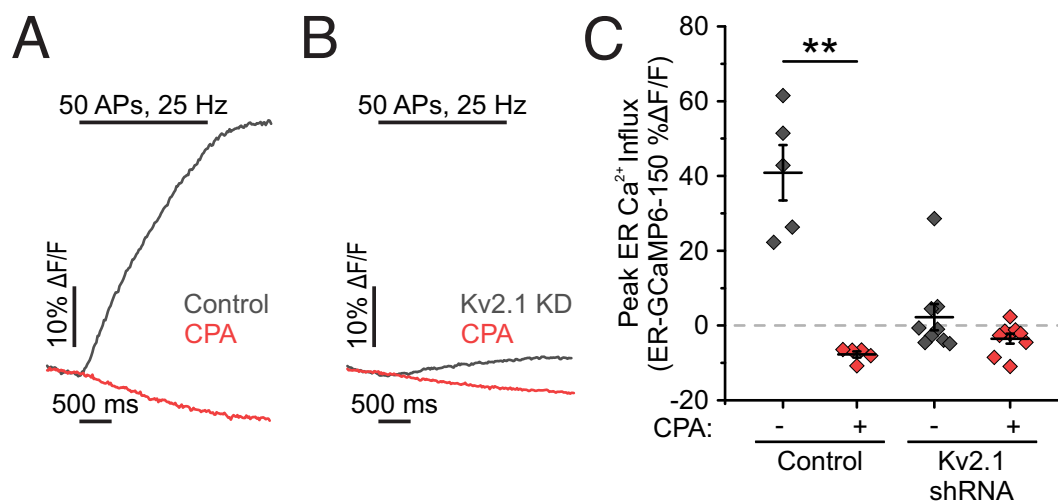 A
50 APs, 25 Hz
10% ΔF/F
Control
CPA
500 ms
B
50 APs, 25 Hz
10% ΔF/F
Kv2.1 KD
CPA
500 ms
C
Peak ER Ca²⁺ Influx
(ER-GCaMP6-150 %ΔF/F)
80
60
40
20
0
-20
**
CPA: - + - +
Control Kv2.1
shRNA